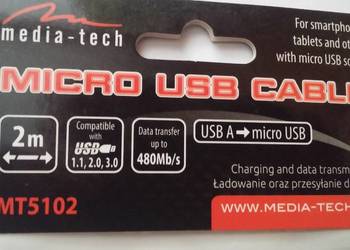 media-tech
For smartphon
tablets and ot
with micro USB so
MICRO USB CABL
2m
Compatible
with
USB
1.1, 2.0, 3.0
Data transfer
up to
480Mb/s
USB A→micro USB
Charging and data transm
Ładowanie oraz przesyłanie d
MT5102
WWW.MEDIA-TECH